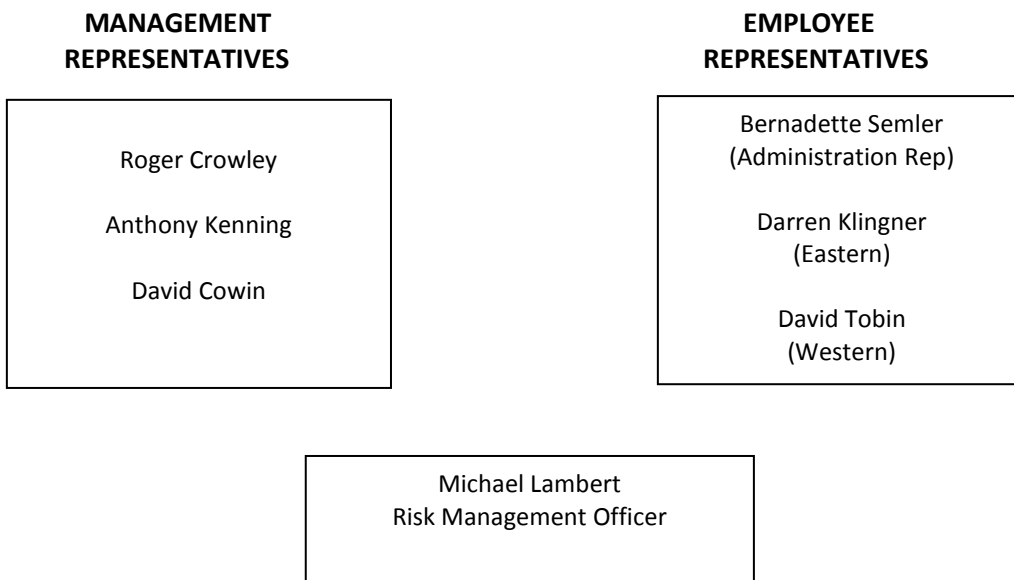 MANAGEMENT
REPRESENTATIVES
Roger Crowley
Anthony Kenning
David Cowin
EMPLOYEE
REPRESENTATIVES
Bernadette Semler
(Administration Rep)
Darren Klingner
(Eastern)
David Tobin
(Western)
Michael Lambert
Risk Management Officer